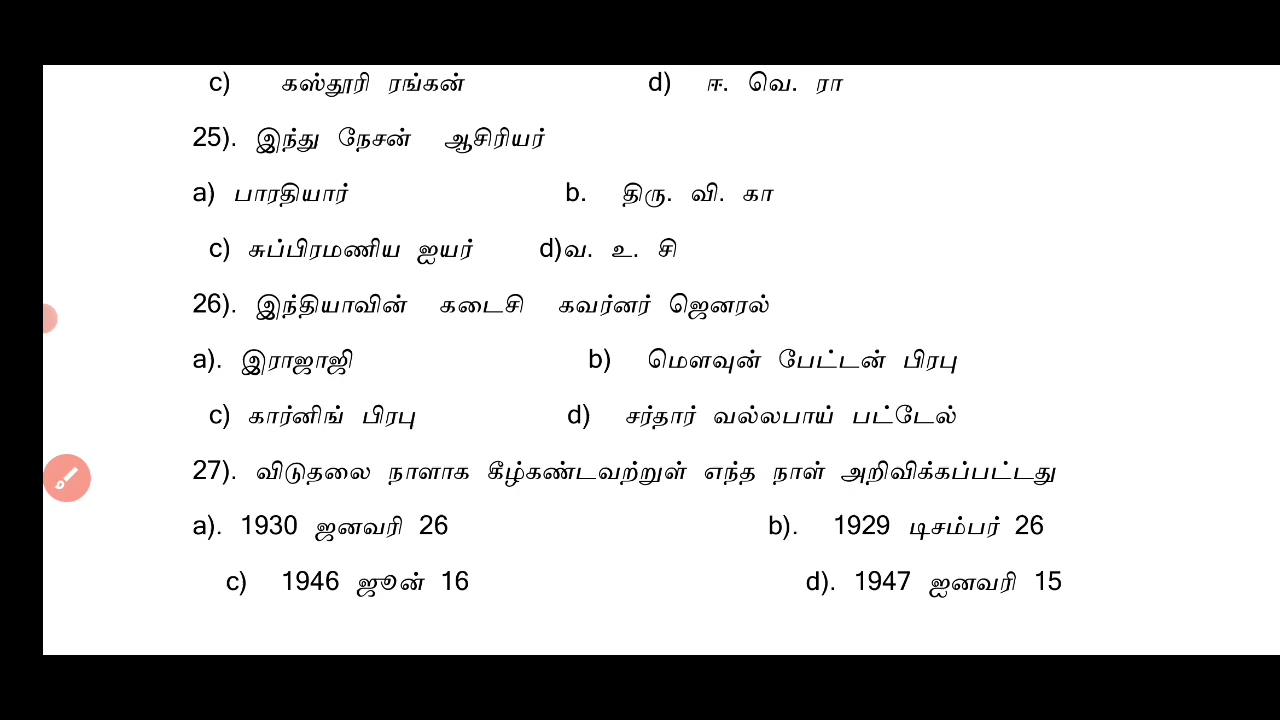 c) கஸ்தூரி ரங்கன் d) ஈ. வெ. ரா
25). இந்து நேசன் ஆசிரியர்
a) பாரதியார் b. திரு. வி. கா
c) சுப்பிரமணிய ஐயர் d)வ. உ. சி
26). இந்தியாவின் கடைசி கவர்னர் ஜெனரல்
a). இராஜாஜி b) மௌவுன் பேட்டன் பிரபு
c) கார்னிங் பிரபு d) சர்தார் வல்லபாய் பட்டேல்
27). விடுதலை நாளாக கீழ்கண்டவற்றுள் எந்த நாள் அறிவிக்கப்பட்டது
a). 1930 ஜனவரி 26 b). 1929 டிசம்பர் 26
c) 1946 ஜூன் 16 d). 1947 ஐனவரி 15